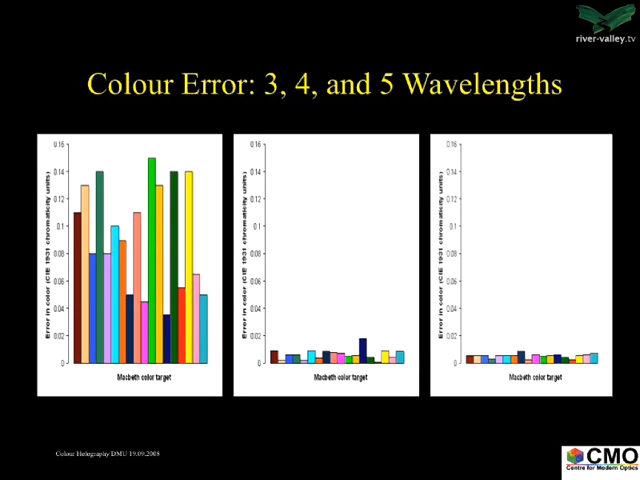 river-valley.tv
Colour Error: 3, 4, and 5 Wavelengths
Error in color (CIE 1931 chromaticity units)
0.16
0.14
0.12
0.1
0.08
0.06
0.04
0.02
0
Macbeth color target
Error in color (CIE 1931 chromaticity units)
0.16
0.14
0.12
0.1
0.08
0.06
0.04
0.02
0
Macbeth color target
Error in color (CIE 1931 chromaticity units)
0.16
0.14
0.12
0.1
0.08
0.06
0.04
0.02
0
Macbeth color target
Colour Holography DMU 19.09.2008
CMO
Centre for Modern Optics